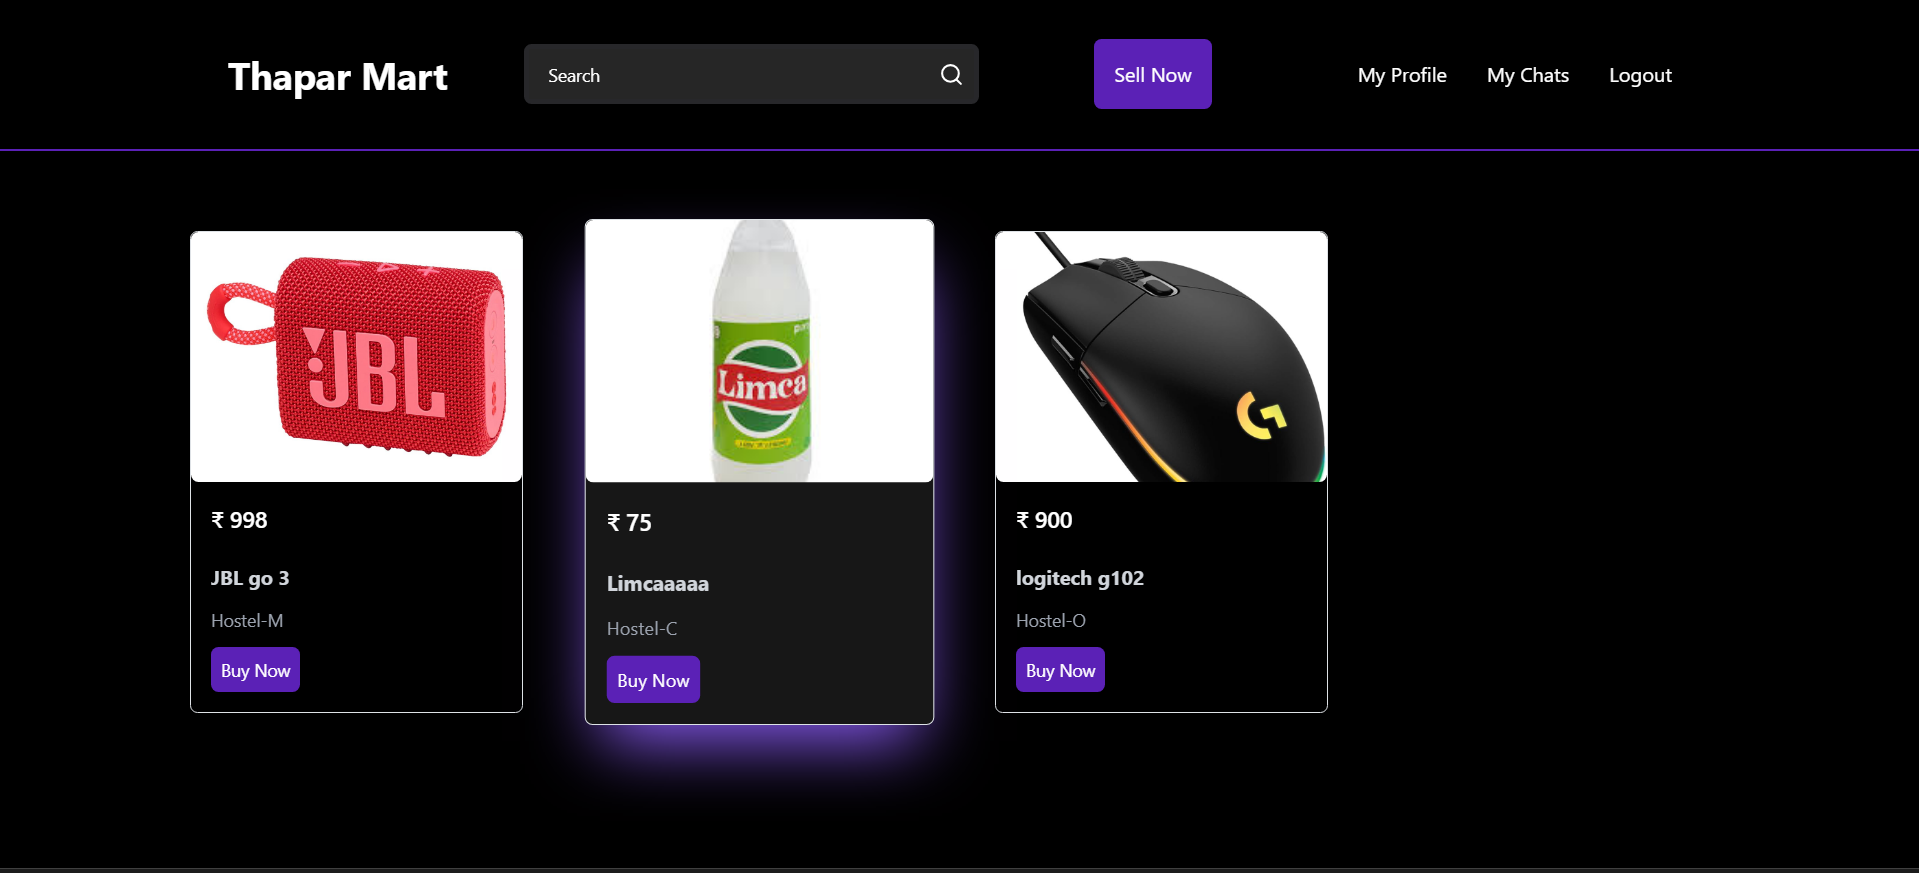 Thapar Mart
Search
Sell Now
My Profile
My Chats
Logout
JBL
Limca
₹ 998
JBL go 3
Hostel-M
Buy Now
₹ 75
Limcaaaaa
Hostel-C
Buy Now
₹ 900
logitech g102
Hostel-O
Buy Now